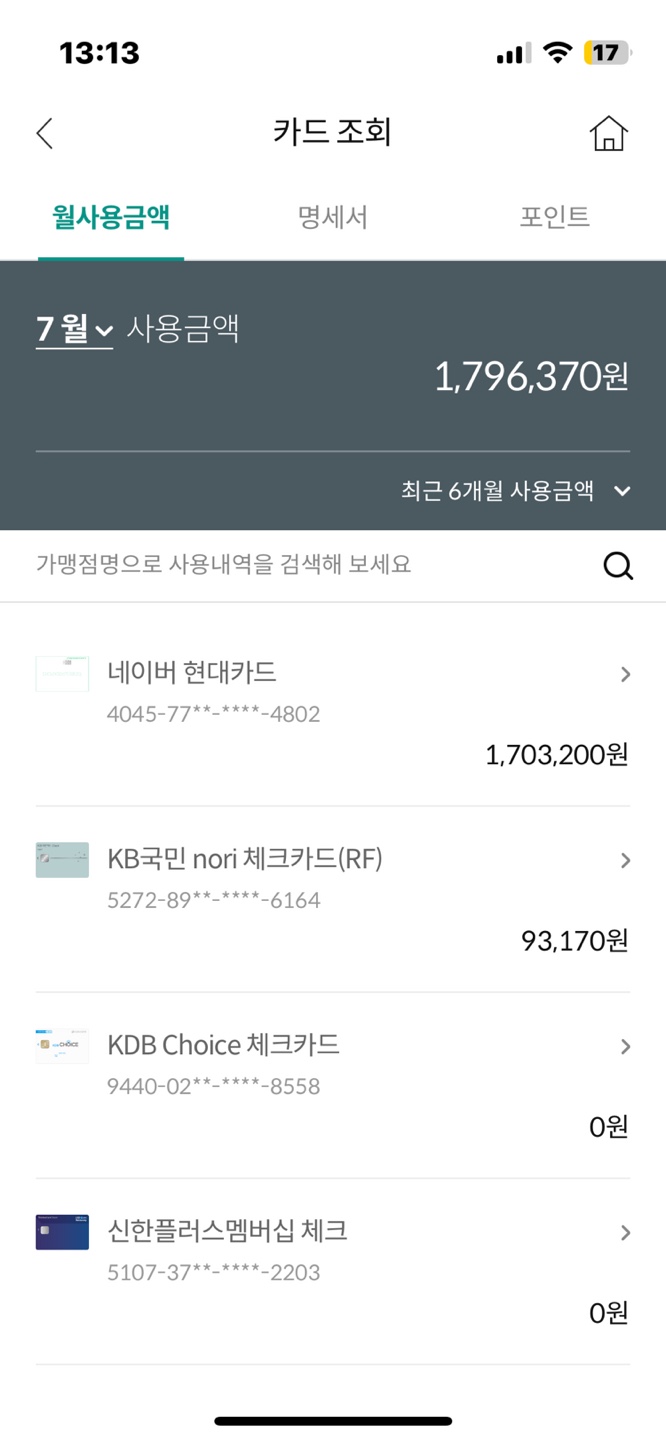 13:13
17
카드 조회
월사용금액 명세서 포인트
7 월 사용금액
1,796,370원
최근 6개월 사용금액
가맹점명으로 사용내역을 검색해 보세요
네이버 현대카드
4045-77**-****-4802
1,703,200원
KB국민 nori 체크카드(RF)
5272-89**-****-6164
93,170원
KDB Choice 체크카드
CHOICE
9440-02**-****-8558
0원
신한플러스멤버십 체크
5107-37**-****-2203
0원